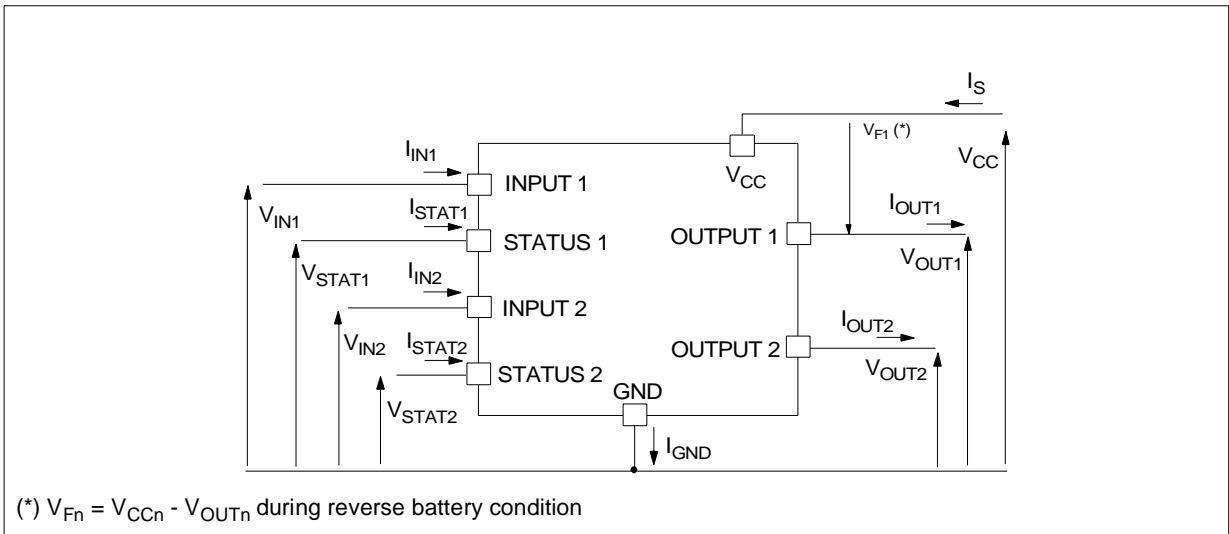 I_S
V_F1 (*)
V_CC
V_CC
I_IN1
INPUT 1
V_IN1
I_STAT1
STATUS 1
OUTPUT 1
I_OUT1
V_OUT1
V_STAT1
I_IN2
INPUT 2
V_IN2
I_STAT2
STATUS 2
OUTPUT 2
I_OUT2
V_OUT2
V_STAT2
GND
I_GND
(*) V_Fn = V_CCn - V_OUTn during reverse battery condition